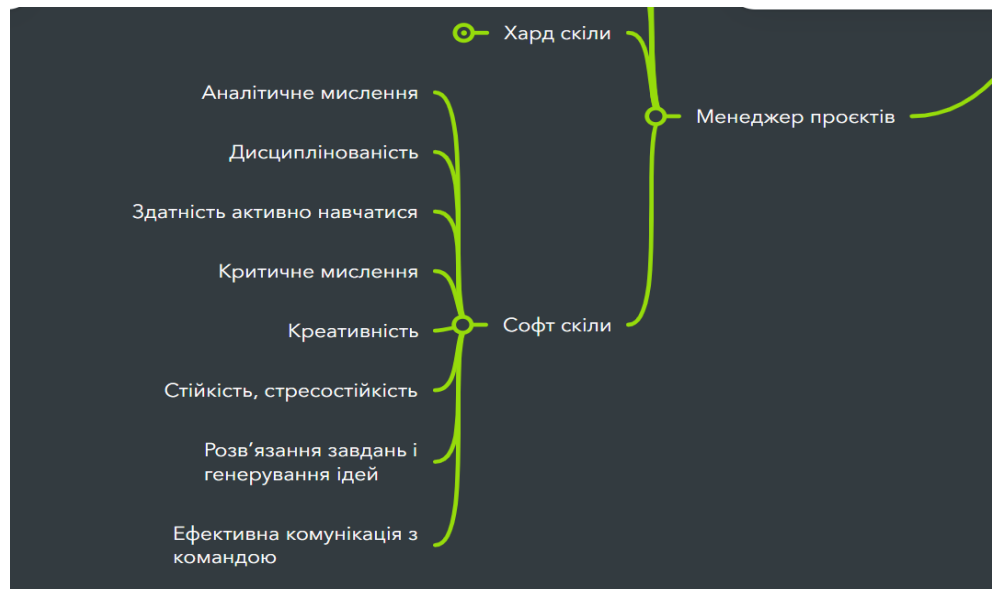 Хард скіли
Менеджер проєктів
Аналітичне мислення
Дисциплінованість
Здатність активно навчатися
Критичне мислення
Софт скіли
Креативність
Стійкість, стресостійкість
Розв’язання завдань і
генерування ідей
Ефективна комунікація з
командою